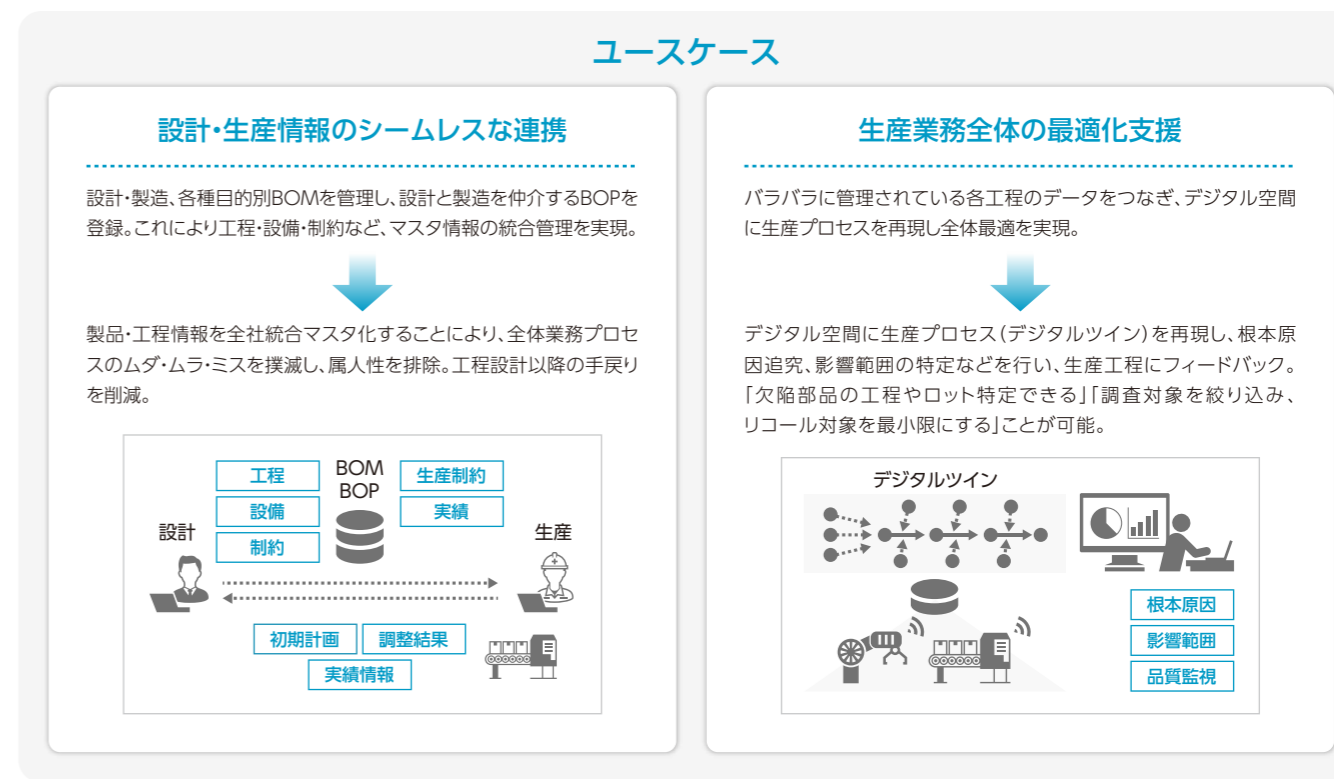 ユースケース
設計・生産情報のシームレスな連携
設計・製造、各種目的別BOMを管理し、設計と製造を仲介するBOPを
登録。これにより工程・設備・制約など、マスタ情報の統合管理を実現。
製品・工程情報を全社統合マスタ化することにより、全体業務プロセ
スのムダ・ムラ・ミスを撲滅し、属人性を排除。工程設計以降の手戻り
を削減。
工程
設備
制約
BOM
BOP
生産制約
実績
設計
生産
初期計画
調整結果
実績情報
生産業務全体の最適化支援
バラバラに管理されている各工程のデータをつなぎ、デジタル空間
に生産プロセスを再現し全体最適を実現。
デジタル空間に生産プロセス(デジタルツイン)を再現し、根本原
因追究、影響範囲の特定などを行い、生産工程にフィードバック。
「欠陥部品の工程やロット特定できる」「調査対象を絞り込み、
リコール対象を最小限にする」ことが可能。
デジタルツイン
根本原因
影響範囲
品質監視